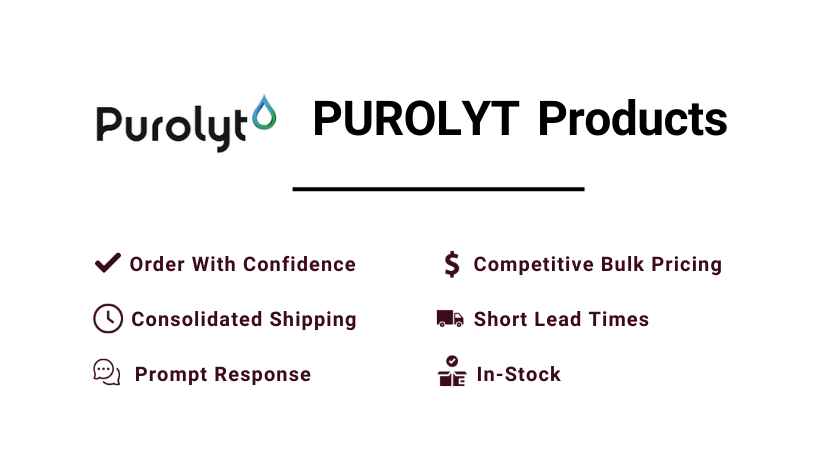 Purolyt
PUROLYT Products
Order With Confidence
Competitive Bulk Pricing
Consolidated Shipping
Short Lead Times
Prompt Response
In-Stock